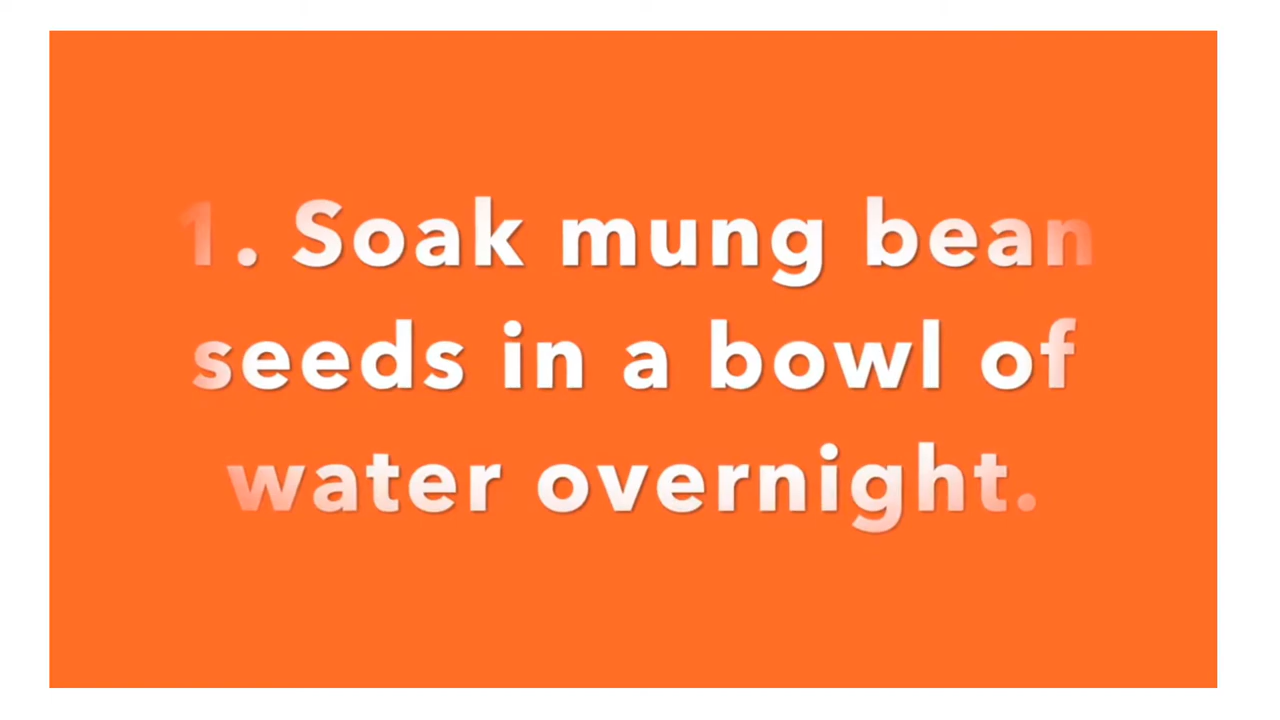 1. Soak mung bean
seeds in a bowl of
water overnight.